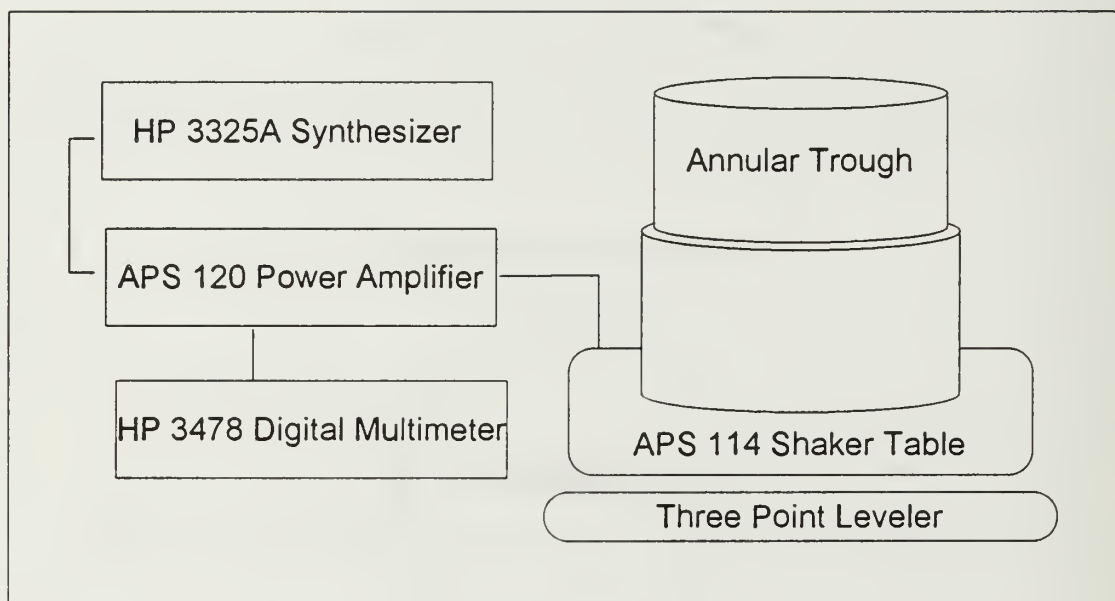 HP 3325A Synthesizer
Annular Trough
APS 120 Power Amplifier
HP 3478 Digital Multimeter
APS 114 Shaker Table
Three Point Leveler